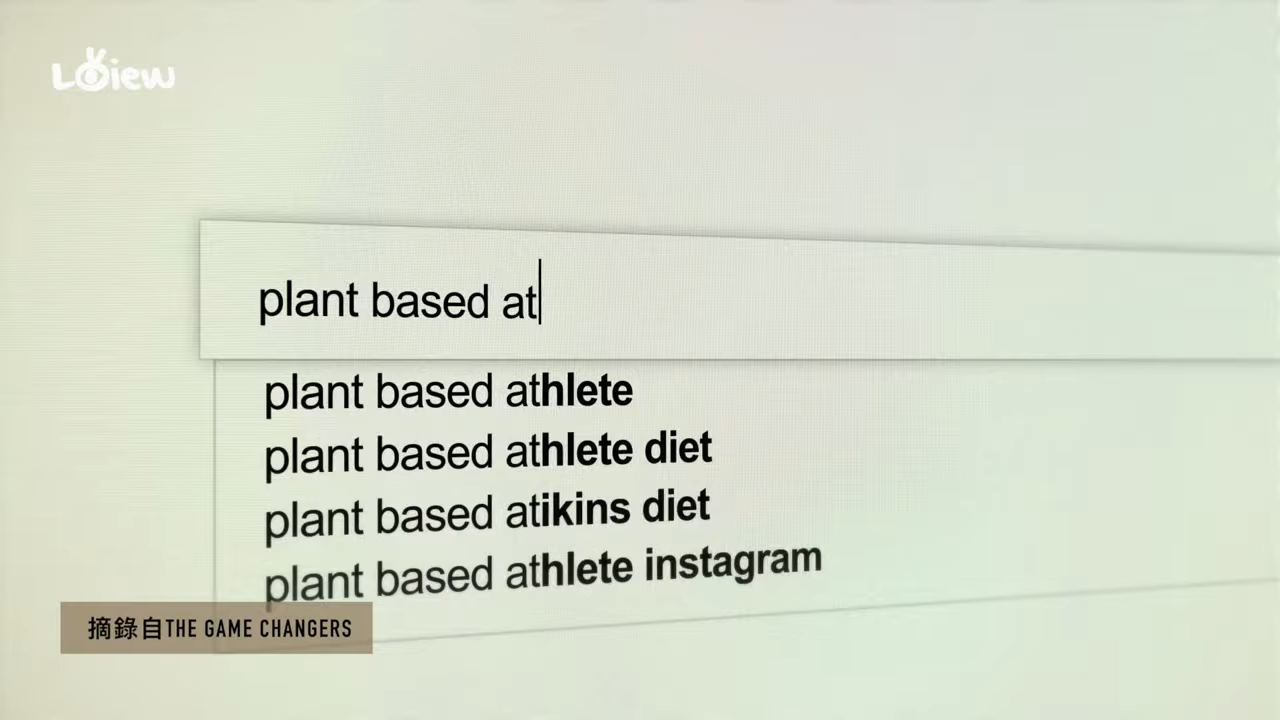 LOView
plant based at
plant based athlete
plant based athlete diet
plant based atikins diet
plant based athlete instagram
摘錄自THE GAME CHANGERS